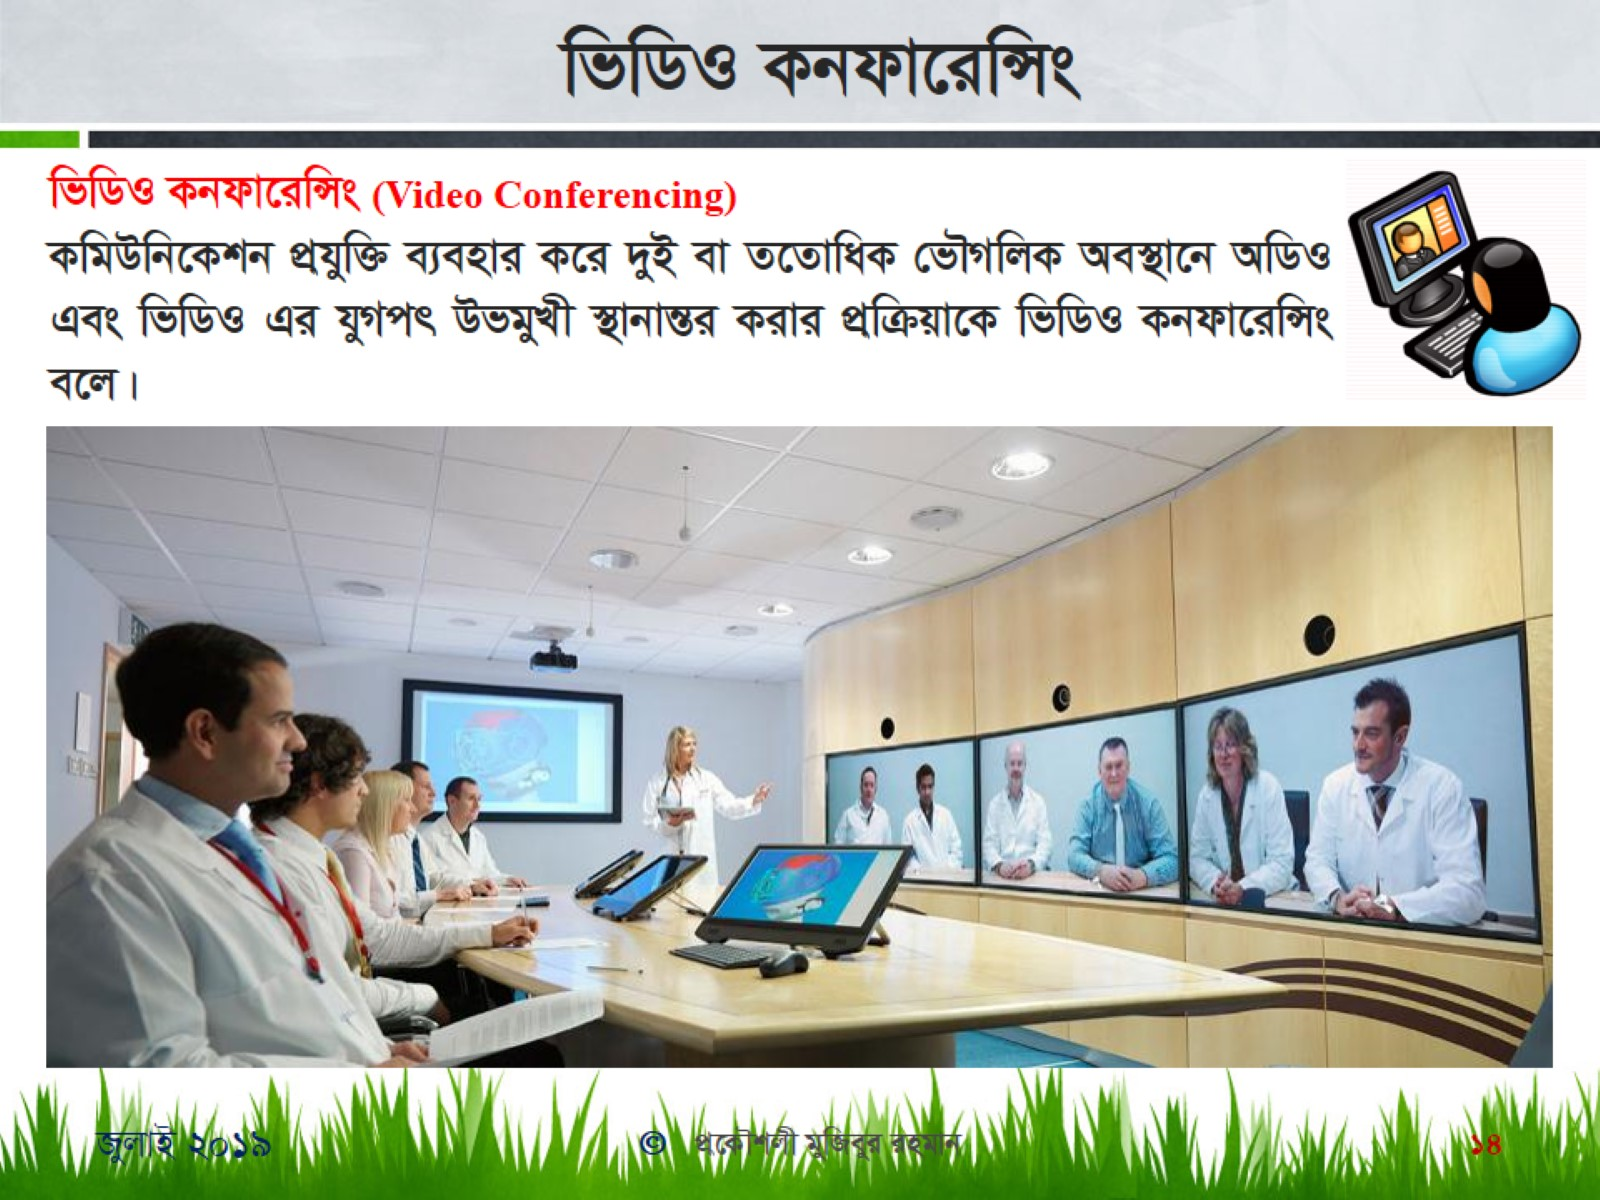 ভিডিও কনফারেন্সিং
ভিডিও কনফারেন্সিং (Video Conferencing)
কমিউনিকেশন প্রযুক্তি ব্যবহার করে দুই বা ততোধিক ভৌগলিক অবস্থানে অডিও
এবং ভিডিও এর যুগপৎ উভমুখী স্থানান্তর করার প্রক্রিয়াকে ভিডিও কনফারেন্সিং
বলে।
জুলাই ২০১৯ © প্রকৌশলী মুজিবুর রহমান ১৪